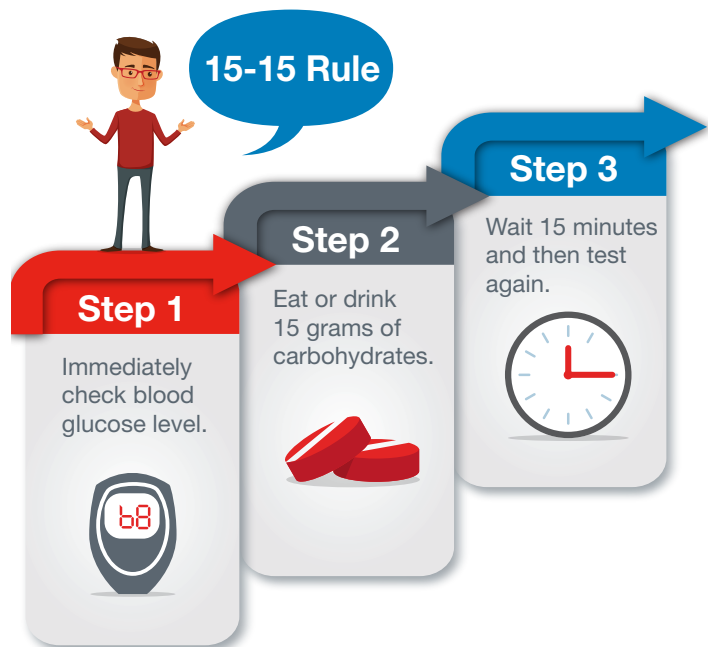 15-15 Rule
Step 1
Immediately
check blood
glucose level.
68
Step 2
Eat or drink
15 grams of
carbohydrates.
Step 3
Wait 15 minutes
and then test
again.